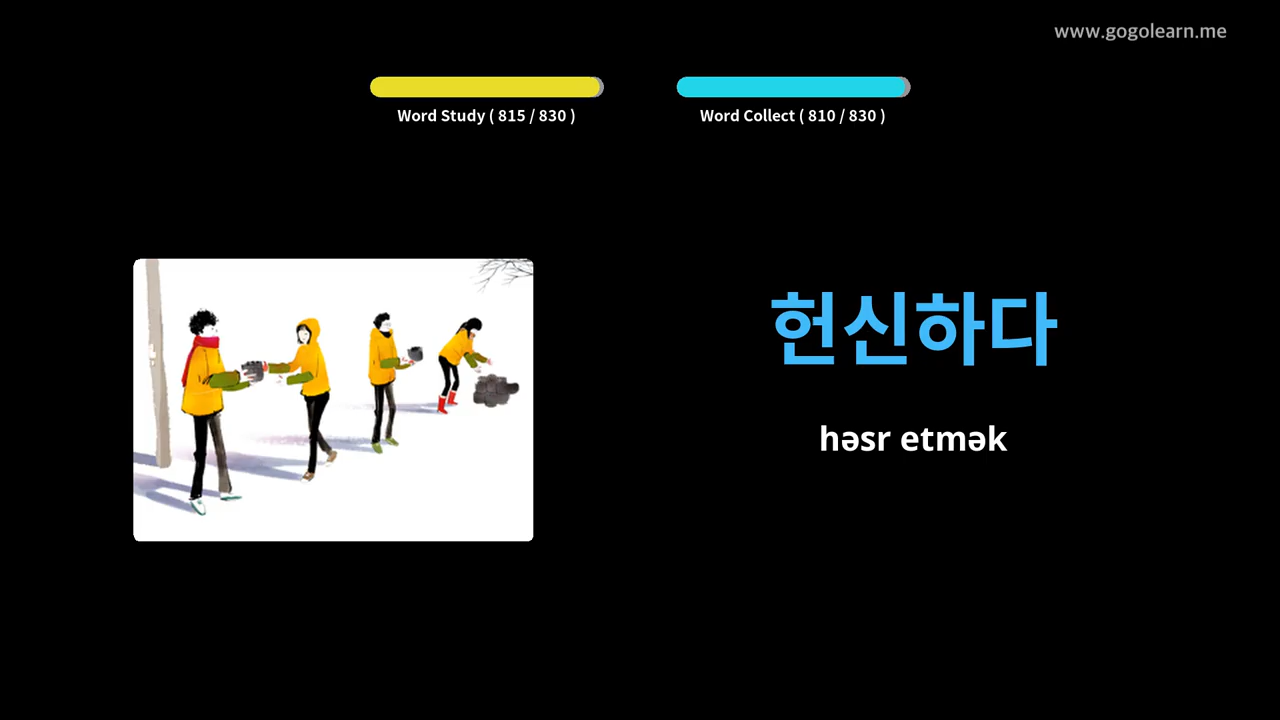 www.gogolearn.me
Word Study ( 815 / 830 )
Word Collect ( 810 / 830 )
헌신하다
həsr etmək